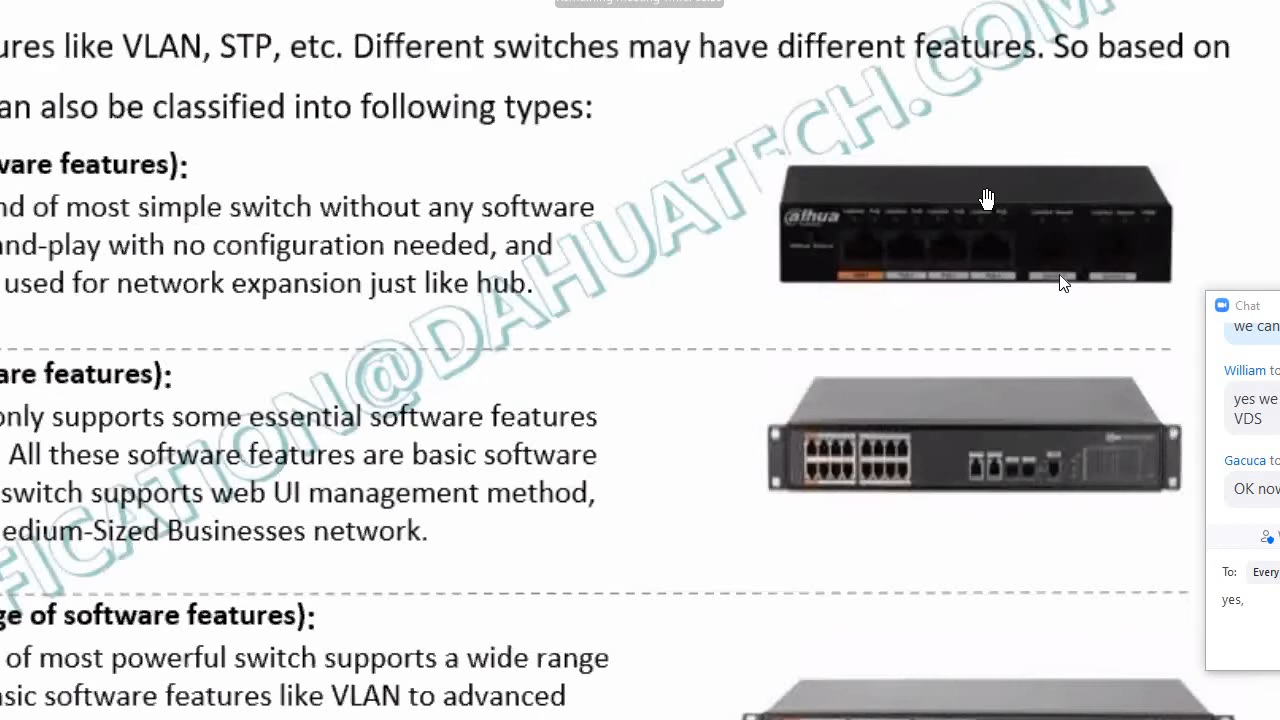 ures like VLAN, STP, etc. Different switches may have different features. So based on
an also be classified into following types:
ware features):
nd of most simple switch without any software
and-play with no configuration needed, and
used for network expansion just like hub.
are features):
only supports some essential software features
All these software features are basic software
switch supports web UI management method,
edium-Sized Businesses network.
ge of software features):
of most powerful switch supports a wide range
asic software features like VLAN to advanced
FICATION@DAHUATECH.COM
alhua
Chat
we can
William to
yes we
VDS
Gacuca to
OK now
To: Every
yes,